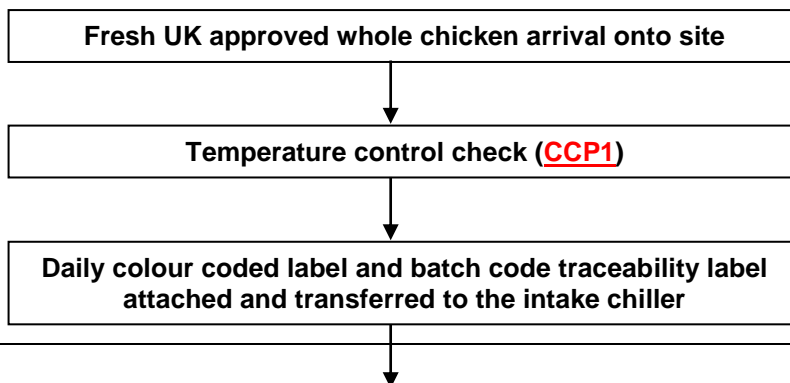 Fresh UK approved whole chicken arrival onto site
Temperature control check (CCP1)
Daily colour coded label and batch code traceability label
attached and transferred to the intake chiller